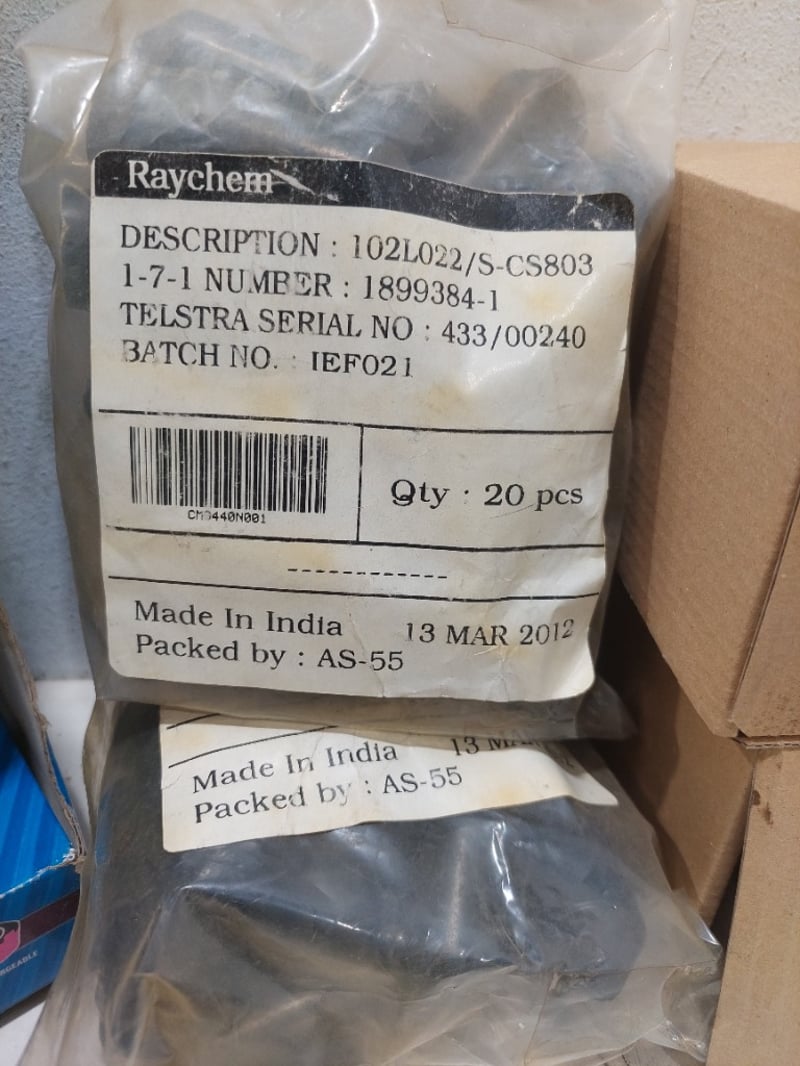 Raychem
DESCRIPTION : 102L022/S-CS803
1-7-1 NUMBER : 1899384-1
TELSTRA SERIAL NO : 433/00240
BATCH NO. : IEF021
Qty : 20 pcs
------------
Made In India 13 MAR 2012
Packed by : AS-55
Made In India 13
Packed by : AS-55